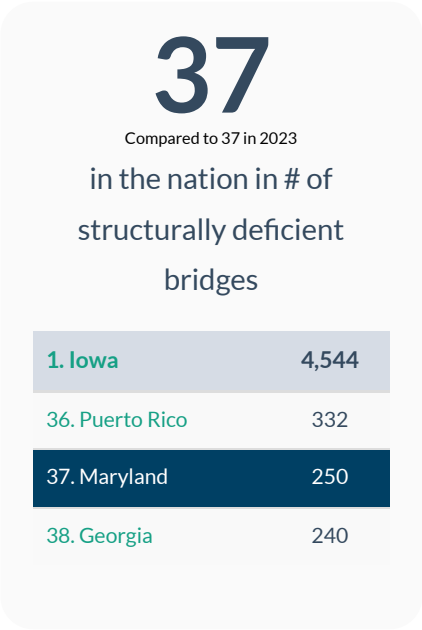 37
Compared to 37 in 2023
in the nation in # of
structurally deficient
bridges
1. Iowa 4,544
36. Puerto Rico 332
37. Maryland 250
38. Georgia 240